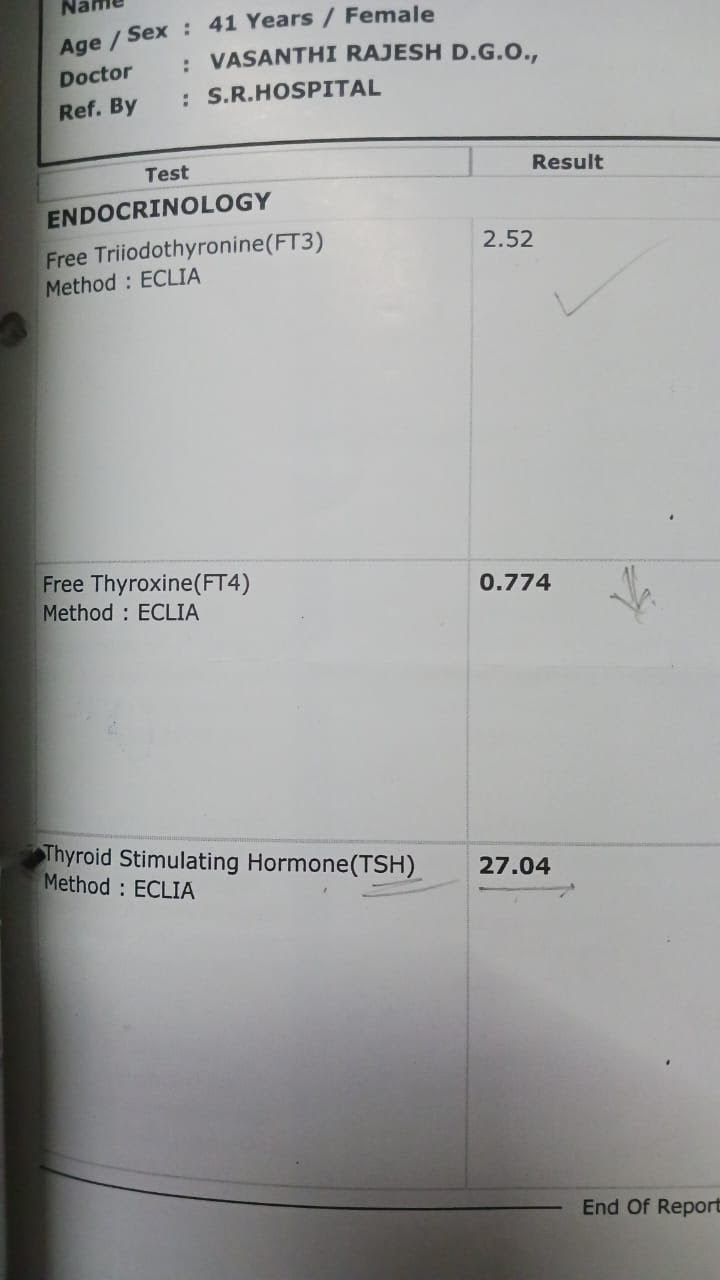 Name
Age / Sex : 41 Years / Female
Doctor : VASANTHI RAJESH D.G.O.,
Ref. By : S.R.HOSPITAL
Test Result
ENDOCRINOLOGY
Free Triiodothyronine(FT3) 2.52
Method : ECLIA
Free Thyroxine(FT4) 0.774
Method : ECLIA
Thyroid Stimulating Hormone(TSH) 27.04
Method : ECLIA
End Of Report